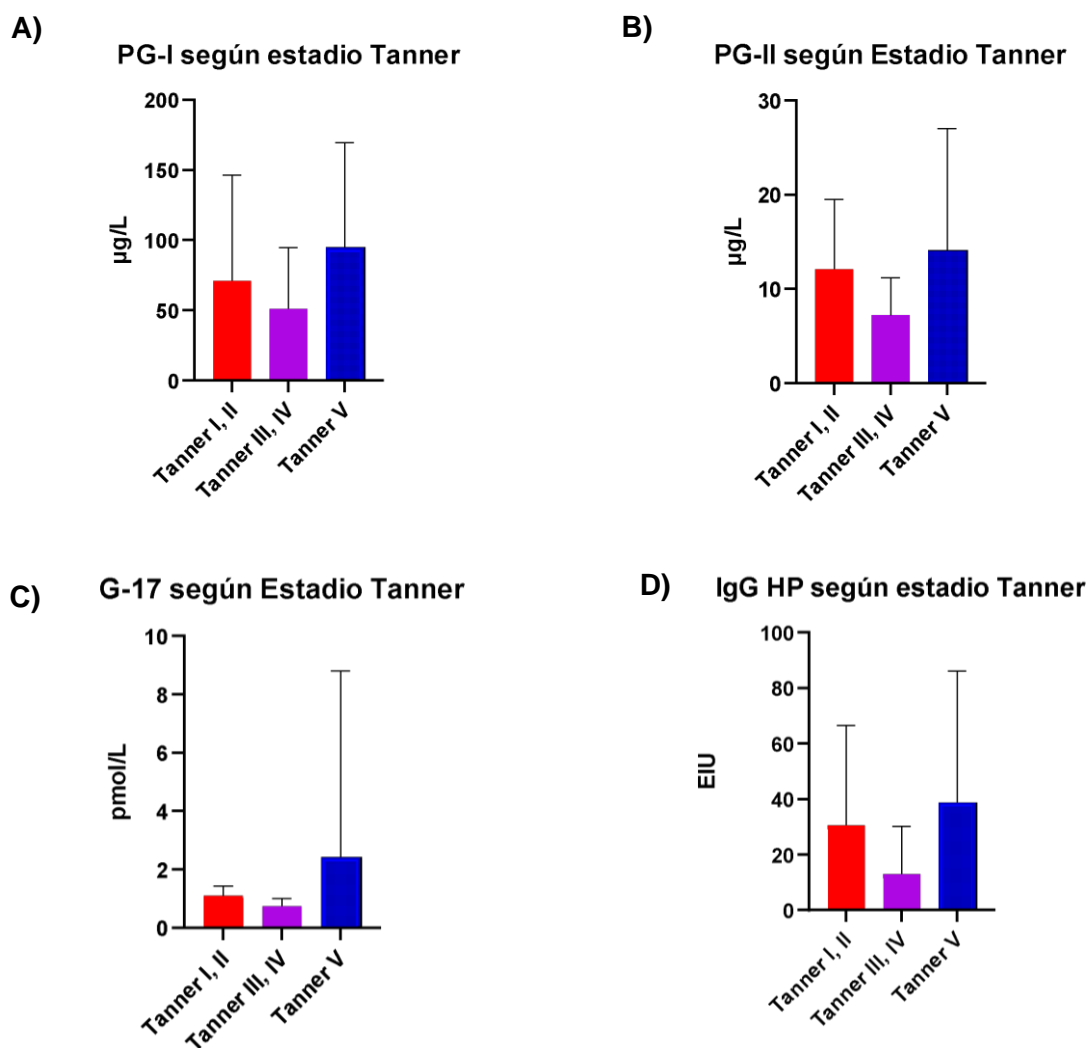 A)
PG-I según estadio Tanner
200
150
100
50
0
µg/L
Tanner I, II
Tanner III, IV
Tanner V
B)
PG-II según Estadio Tanner
30
20
10
0
µg/L
Tanner I, II
Tanner III, IV
Tanner V
C)
G-17 según Estadio Tanner
10
8
6
4
2
0
pmol/L
Tanner I, II
Tanner III, IV
Tanner V
D)
IgG HP según estadio Tanner
100
80
60
40
20
0
EIU
Tanner I, II
Tanner III, IV
Tanner V